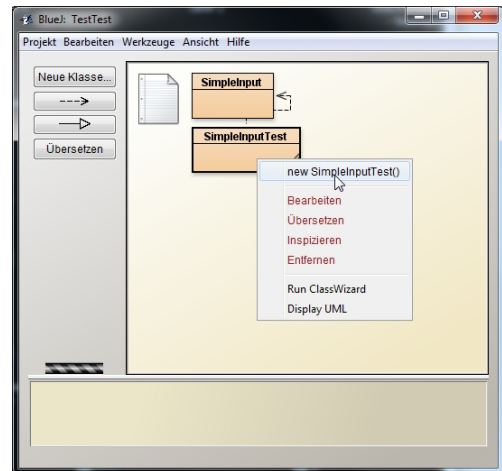 BlueJ: TestTest
Projekt Bearbeiten Werkzeuge Ansicht Hilfe
Neue Klasse...
Übersetzen
SimpleInput
SimpleInputTest
new SimpleInputTest()
Bearbeiten
Übersetzen
Inspizieren
Entfernen
Run ClassWizard
Display UML